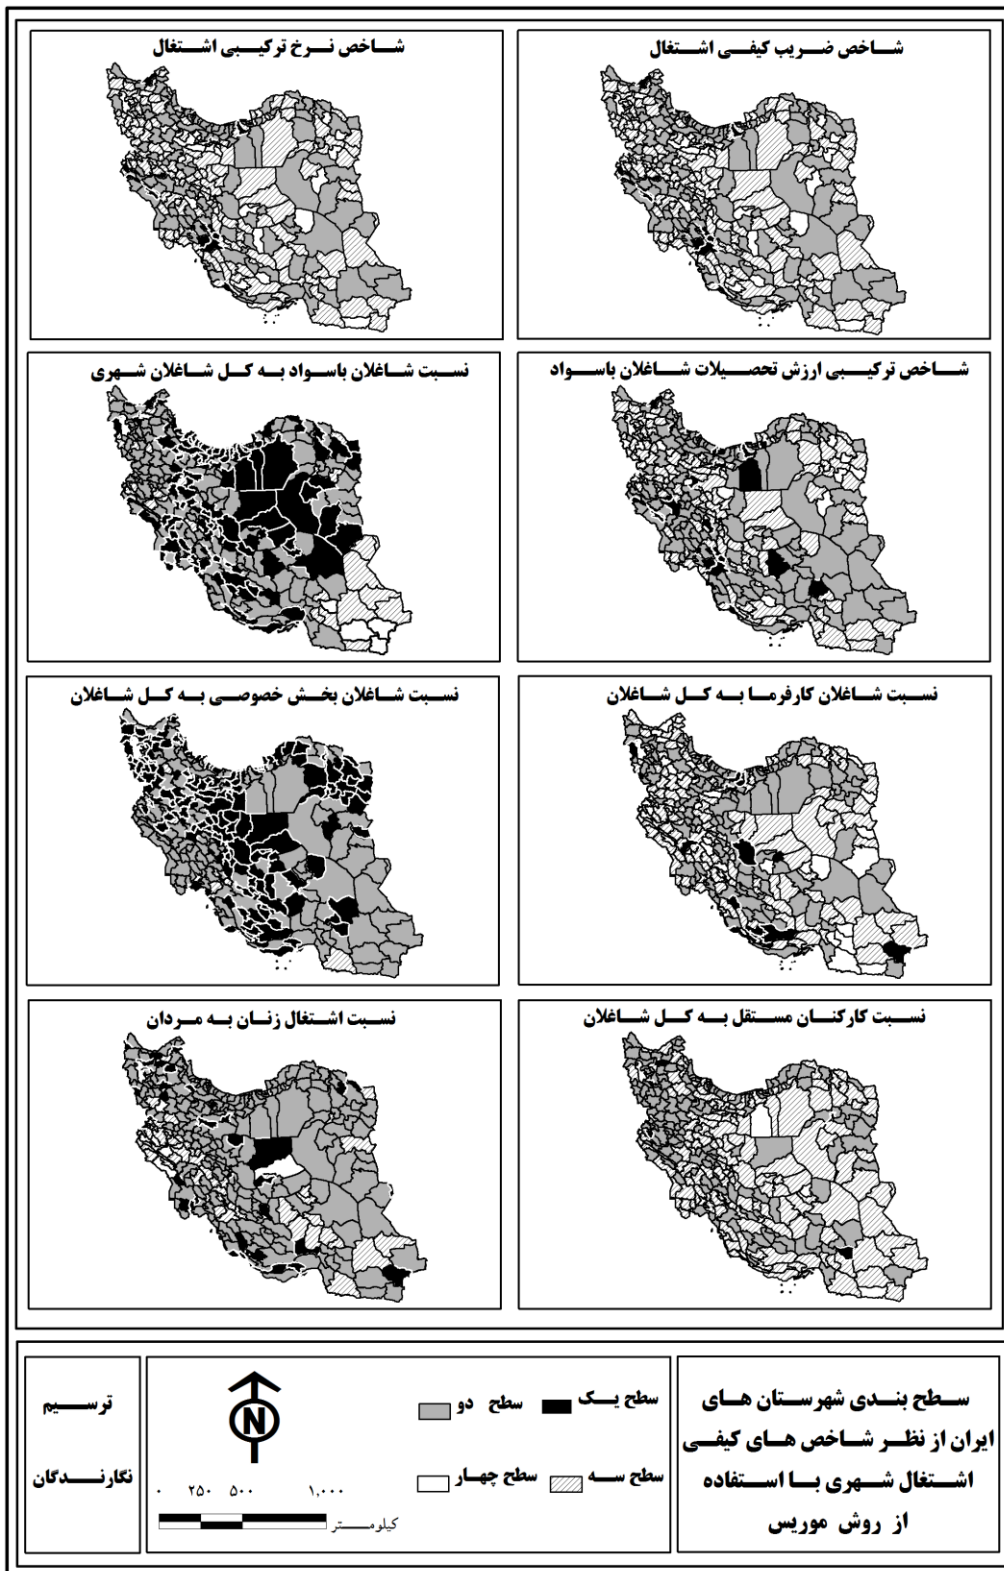 شاخص ضریب کیفی اشتغال
شاخص نرخ ترکیبی اشتغال
شاخص ترکیبی ارزش تحصیلات شاغلان باسواد
نسبت شاغلان باسواد به کل شاغلان شهری
نسبت شاغلان کارفرما به کل شاغلان
نسبت شاغلان بخش خصوصی به کل شاغلان
نسبت کارکنان مستقل به کل شاغلان
نسبت اشتغال زنان به مردان
سطح بندی شهرستان های
ایران از نظر شاخص های کیفی
اشتغال شهری با استفاده
از روش موریس
سطح یک
سطح دو
سطح سه
سطح چهار
N
۰ ۲۵۰ ۵۰۰ ۱,۰۰۰
کیلومتر
ترسیم
نگارندگان